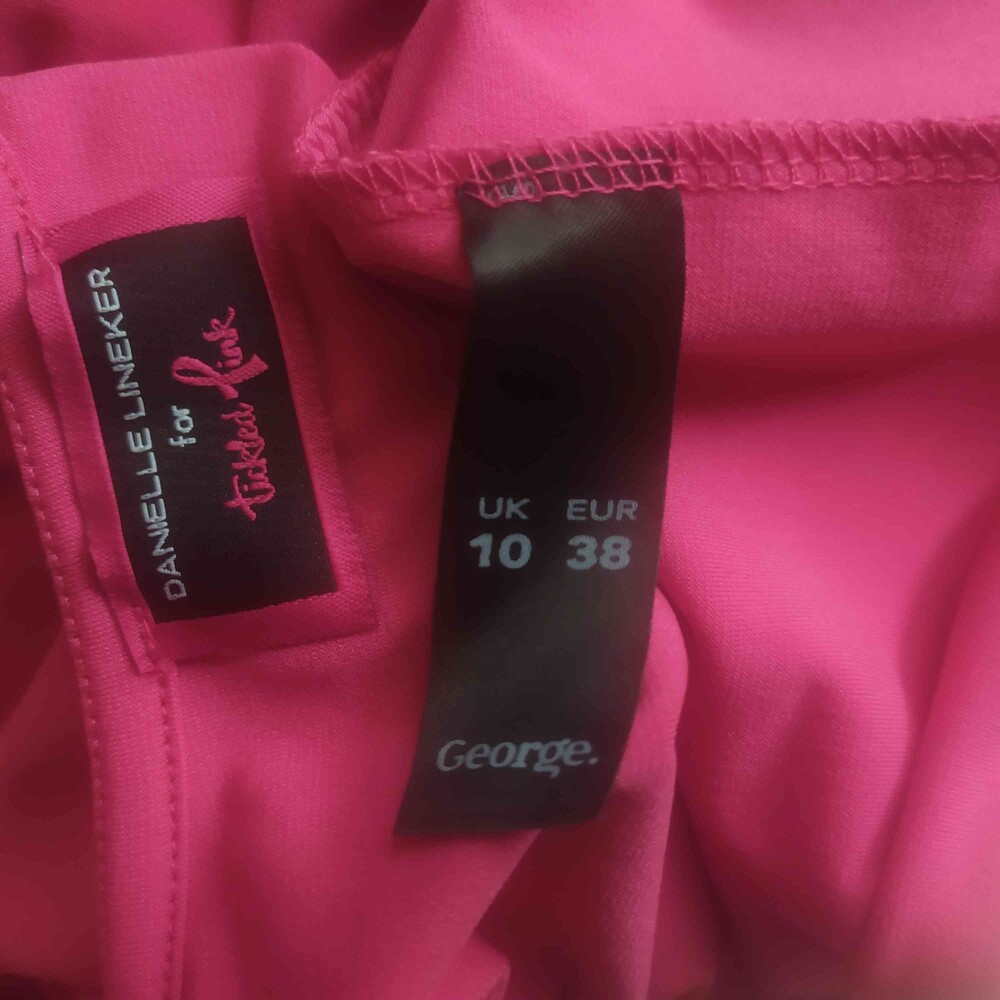 DANIELLE LINEKER
for
tickled pink
UK EUR
10 38
George.